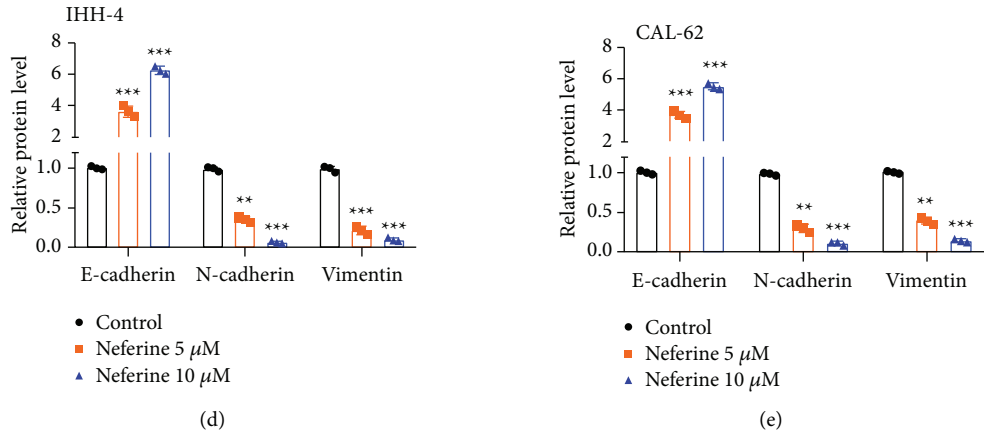 IHH-4
Relative protein level
8
6
4
2
1.0
0.5
0.0
***
***
**
***
***
***
E-cadherin N-cadherin Vimentin
Control
Neferine 5 μM
Neferine 10 μM
(d)
CAL-62
Relative protein level
8
6
4
2
1.0
0.5
0.0
***
***
**
***
**
***
E-cadherin N-cadherin Vimentin
Control
Neferine 5 μM
Neferine 10 μM
(e)